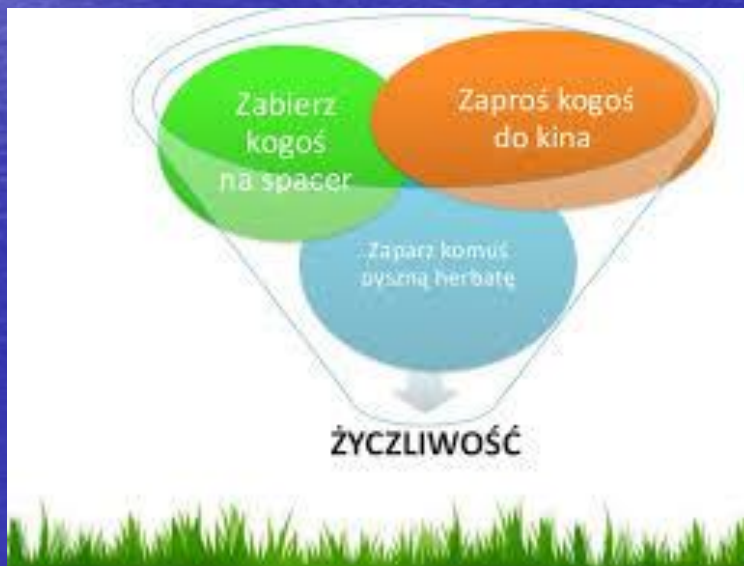 Zabierz
kogoś
na spacer
Zaproś kogoś
do kina
Zaparz komuś
pyszną herbatę
ŻYCZLIWOŚĆ